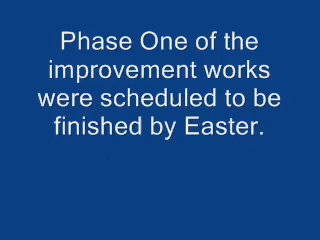 Phase One of the
improvement works
were scheduled to be
finished by Easter.